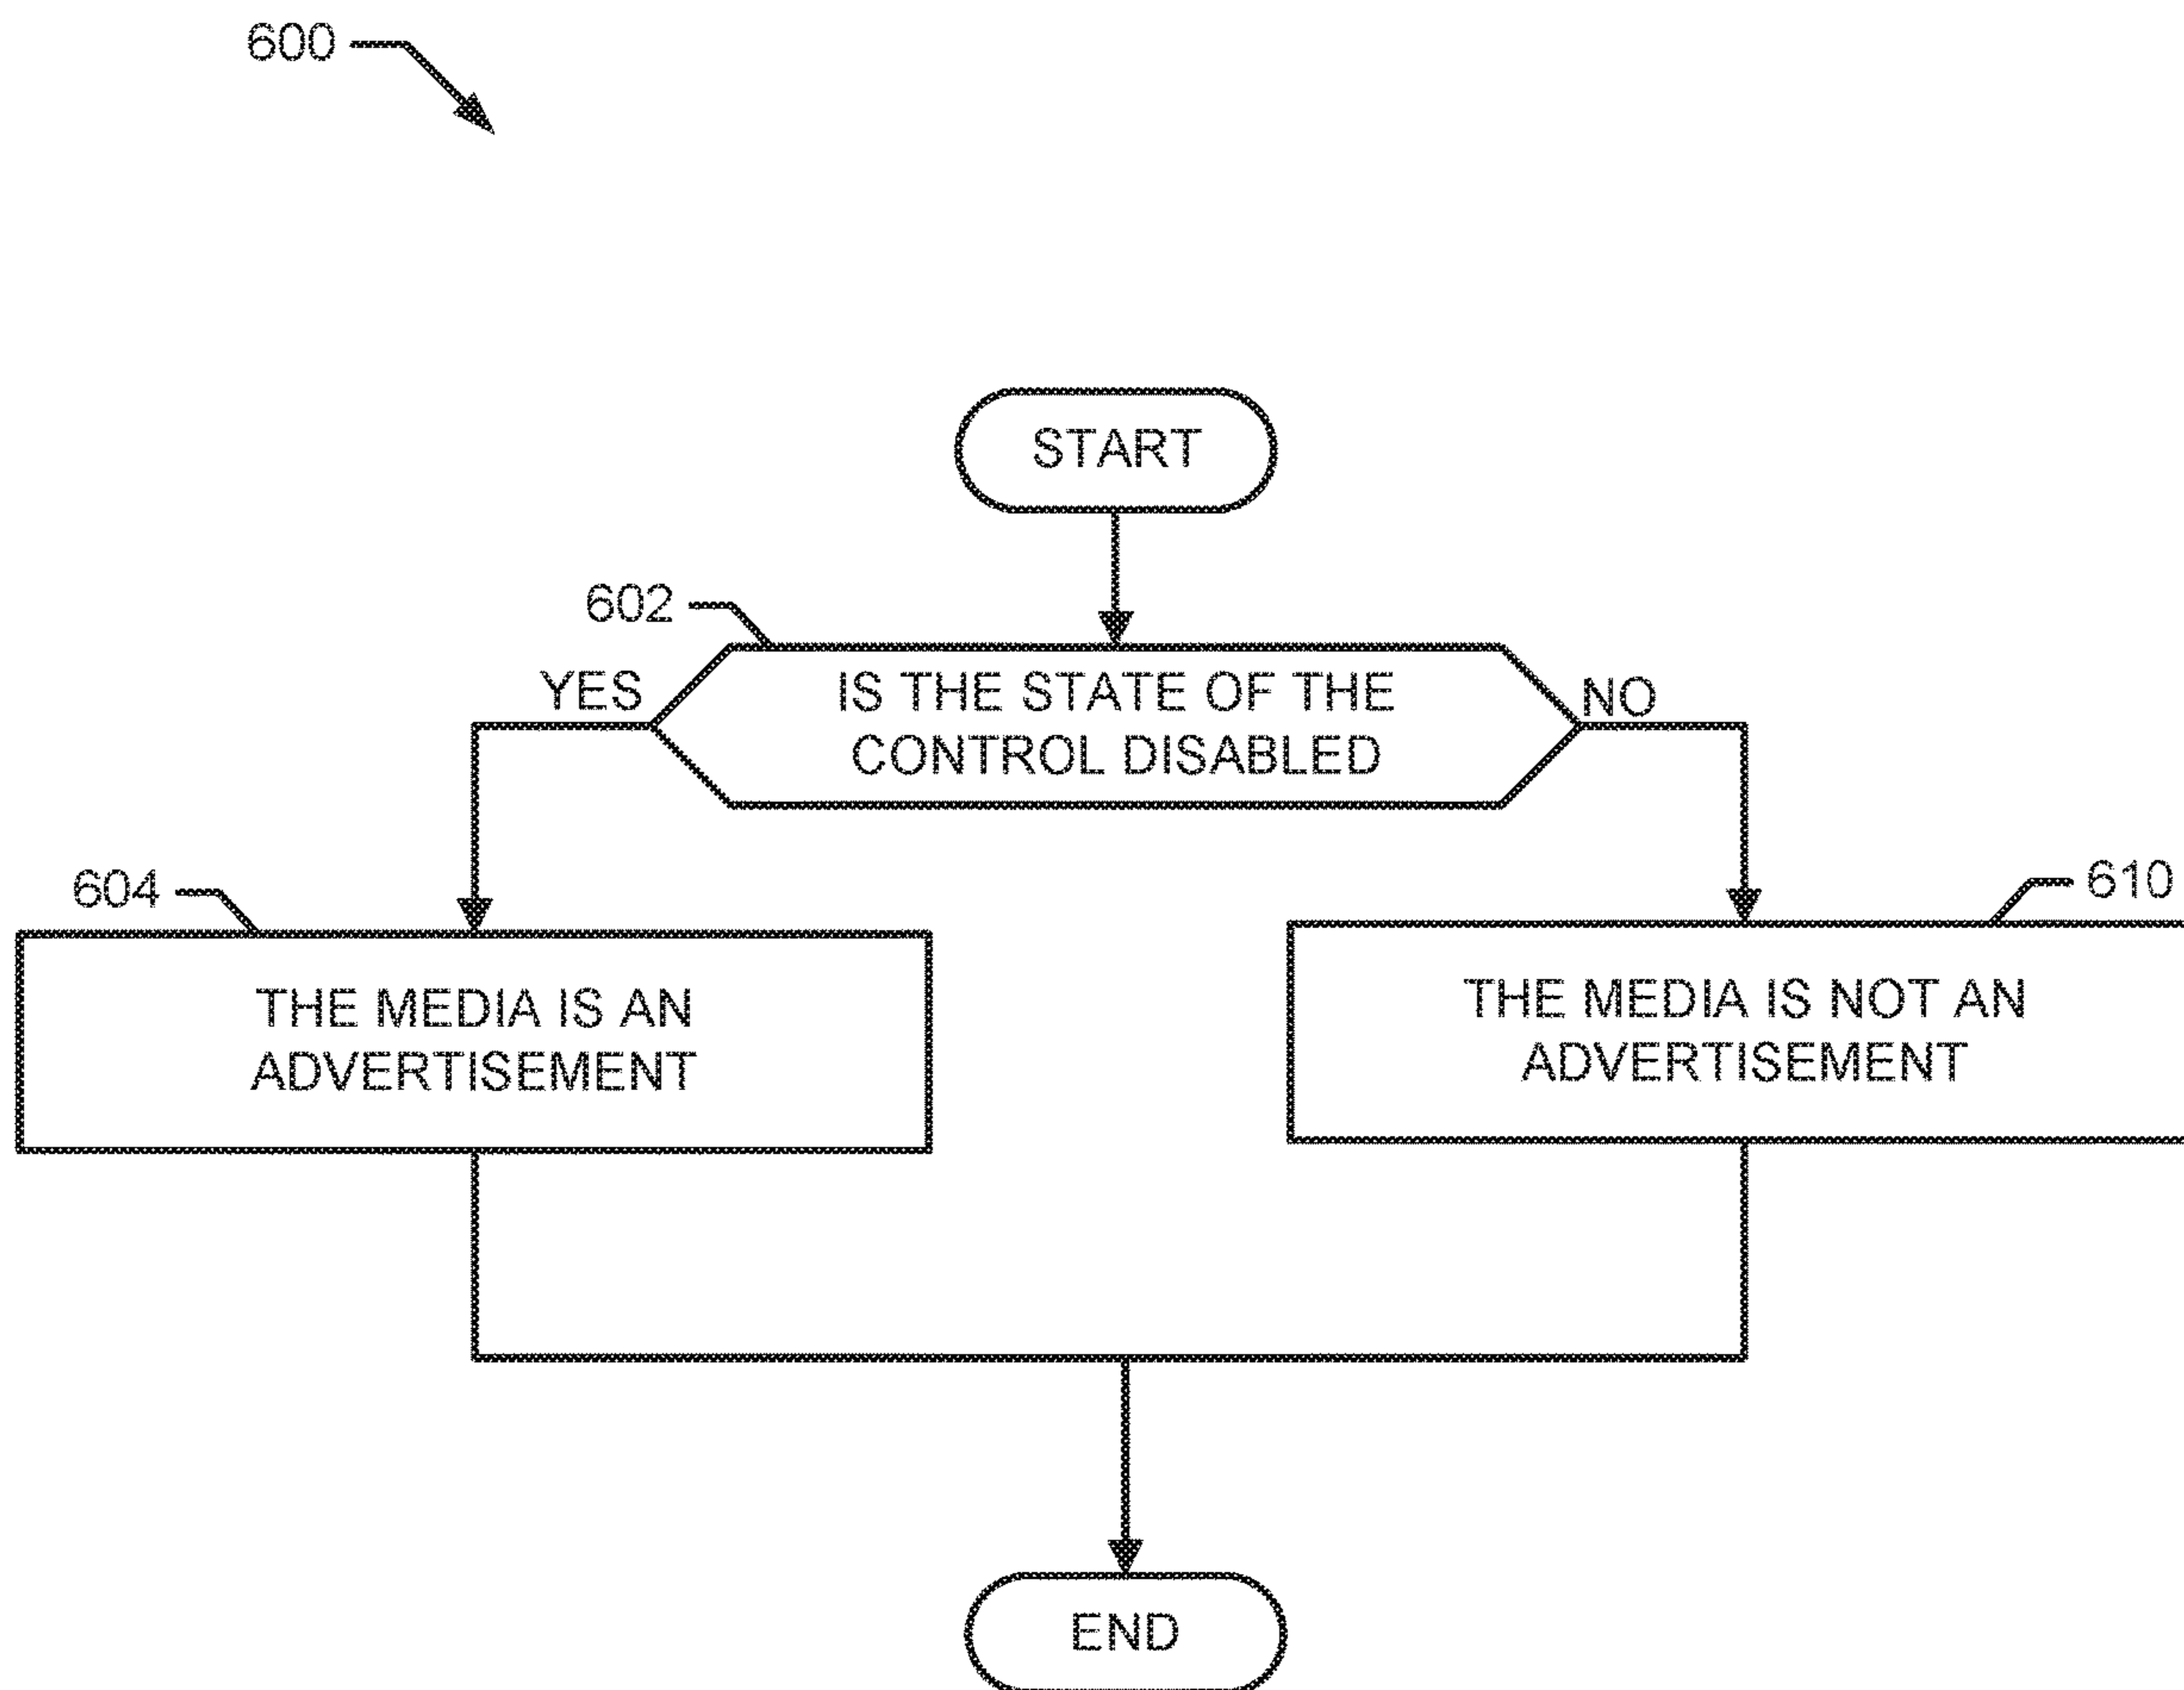 600
START
602
YES
IS THE STATE OF THE
CONTROL DISABLED
NO
604
610
THE MEDIA IS AN
ADVERTISEMENT
THE MEDIA IS NOT AN
ADVERTISEMENT
END